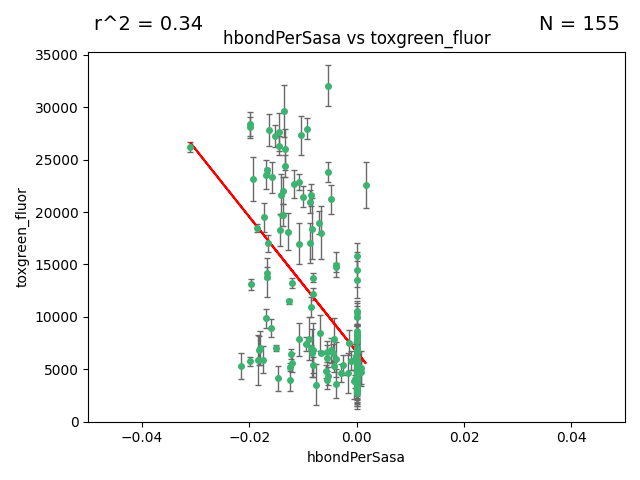 r^2 = 0.34
N = 155
hbondPerSasa vs toxgreen_fluor
35000
30000
25000
20000
15000
10000
5000
0
toxgreen_fluor
−0.04
−0.02
0.00
0.02
0.04
hbondPerSasa